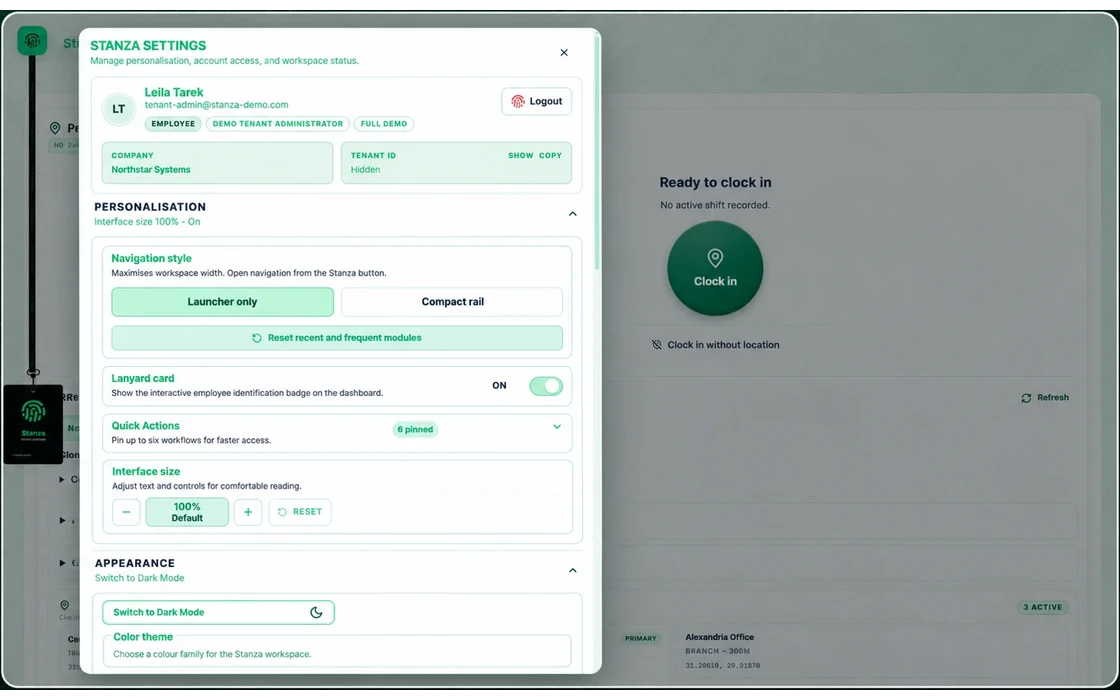 STANZA SETTINGS
Manage personalisation, account access, and workspace status.
LT
Leila Tarek
tenant-admin@stanza-demo.com
EMPLOYEE
DEMO TENANT ADMINISTRATOR
FULL DEMO
Logout
COMPANY
Northstar Systems
TENANT ID
SHOW COPY
Hidden
PERSONALISATION
Interface size 100% - On
Navigation style
Maximises workspace width. Open navigation from the Stanza button.
Launcher only
Compact rail
Reset recent and frequent modules
Lanyard card
Show the interactive employee identification badge on the dashboard.
ON
Quick Actions
Pin up to six workflows for faster access.
6 pinned
Interface size
Adjust text and controls for comfortable reading.
100%
Default
RESET
APPEARANCE
Switch to Dark Mode
Switch to Dark Mode
Color theme
Choose a colour family for the Stanza workspace.
Stanza
Ready to clock in
No active shift recorded.
Clock in
Clock in without location
Refresh
3 ACTIVE
PRIMARY
Alexandria Office
BRANCH - 300M